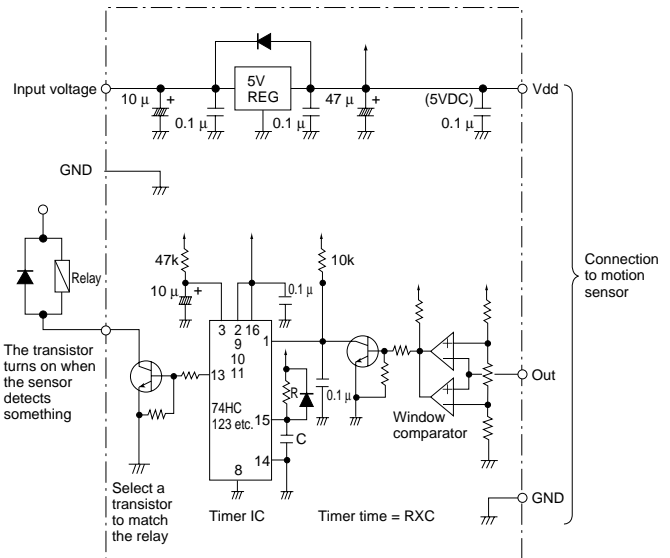 Input voltage
10 μ
+
0.1 μ
5V
REG
0.1 μ
47 μ
+
(5VDC)
0.1 μ
Vdd
GND
Relay
47k
10 μ
+
0.1 μ
10k
3
2
16
9
10
11
1
13
74HC
123 etc.
15
14
8
R
C
0.1 μ
+
−
+
−
Window
comparator
Out
GND
Connection
to motion
sensor
The transistor
turns on when
the sensor
detects
something
Select a
transistor
to match
the relay
Timer IC
Timer time = RXC